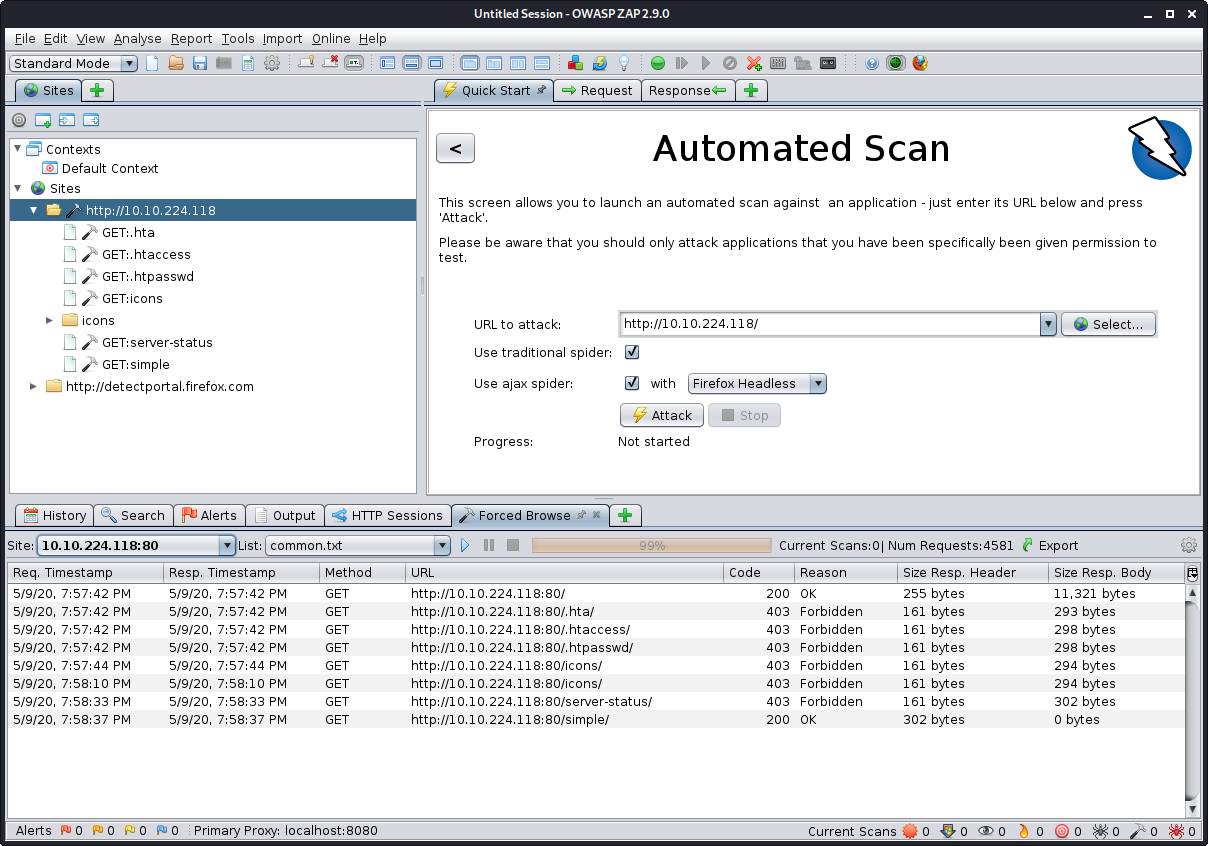 Untitled Session - OWASP ZAP 2.9.0
File Edit View Analyse Report Tools Import Online Help
Standard Mode
Sites
Quick Start Request Response
Contexts
Default Context
Sites
http://10.10.224.118
GET:.hta
GET:.htaccess
GET:.htpasswd
GET:icons
icons
GET:server-status
GET:simple
http://detectportal.firefox.com
<
Automated Scan
This screen allows you to launch an automated scan against  an application - just enter its URL below and press
'Attack'.
Please be aware that you should only attack applications that you have been specifically been given permission to
test.
URL to attack: http://10.10.224.118/ Select...
Use traditional spider:
Use ajax spider: with Firefox Headless
Attack Stop
Progress: Not started
History Search Alerts Output HTTP Sessions Forced Browse
Site: 10.10.224.118:80 List: common.txt 99% Current Scans:0| Num Requests:4581 Export
Req. Timestamp Resp. Timestamp Method URL Code Reason Size Resp. Header Size Resp. Body
5/9/20, 7:57:42 PM 5/9/20, 7:57:42 PM GET http://10.10.224.118:80/ 200 OK 255 bytes 11,321 bytes
5/9/20, 7:57:42 PM 5/9/20, 7:57:42 PM GET http://10.10.224.118:80/.hta/ 403 Forbidden 161 bytes 293 bytes
5/9/20, 7:57:42 PM 5/9/20, 7:57:42 PM GET http://10.10.224.118:80/.htaccess/ 403 Forbidden 161 bytes 298 bytes
5/9/20, 7:57:42 PM 5/9/20, 7:57:42 PM GET http://10.10.224.118:80/.htpasswd/ 403 Forbidden 161 bytes 298 bytes
5/9/20, 7:57:44 PM 5/9/20, 7:57:44 PM GET http://10.10.224.118:80/icons/ 403 Forbidden 161 bytes 294 bytes
5/9/20, 7:58:10 PM 5/9/20, 7:58:10 PM GET http://10.10.224.118:80/icons/ 403 Forbidden 161 bytes 294 bytes
5/9/20, 7:58:33 PM 5/9/20, 7:58:33 PM GET http://10.10.224.118:80/server-status/ 403 Forbidden 161 bytes 302 bytes
5/9/20, 7:58:37 PM 5/9/20, 7:58:37 PM GET http://10.10.224.118:80/simple/ 200 OK 302 bytes 0 bytes
Alerts 0 0 0 0 Primary Proxy: localhost:8080 Current Scans 0 0 0 0 0 0 0 0